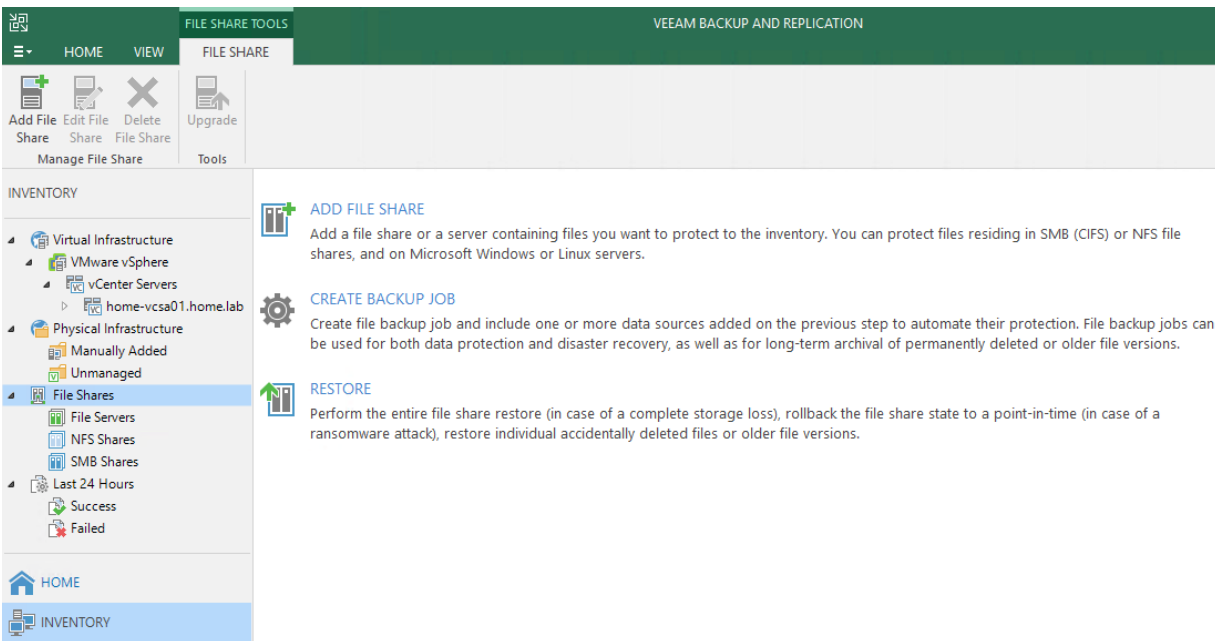 FILE SHARE TOOLS
VEEAM BACKUP AND REPLICATION
HOME
VIEW
FILE SHARE
Add File
Share
Edit File
Share
Delete
File Share
Upgrade
Manage File Share
Tools
INVENTORY
Virtual Infrastructure
VMware vSphere
vCenter Servers
home-vcsa01.home.lab
Physical Infrastructure
Manually Added
Unmanaged
File Shares
File Servers
NFS Shares
SMB Shares
Last 24 Hours
Success
Failed
HOME
INVENTORY
ADD FILE SHARE
Add a file share or a server containing files you want to protect to the inventory. You can protect files residing in SMB (CIFS) or NFS file
shares, and on Microsoft Windows or Linux servers.
CREATE BACKUP JOB
Create file backup job and include one or more data sources added on the previous step to automate their protection. File backup jobs can
be used for both data protection and disaster recovery, as well as for long-term archival of permanently deleted or older file versions.
RESTORE
Perform the entire file share restore (in case of a complete storage loss), rollback the file share state to a point-in-time (in case of a
ransomware attack), restore individual accidentally deleted files or older file versions.